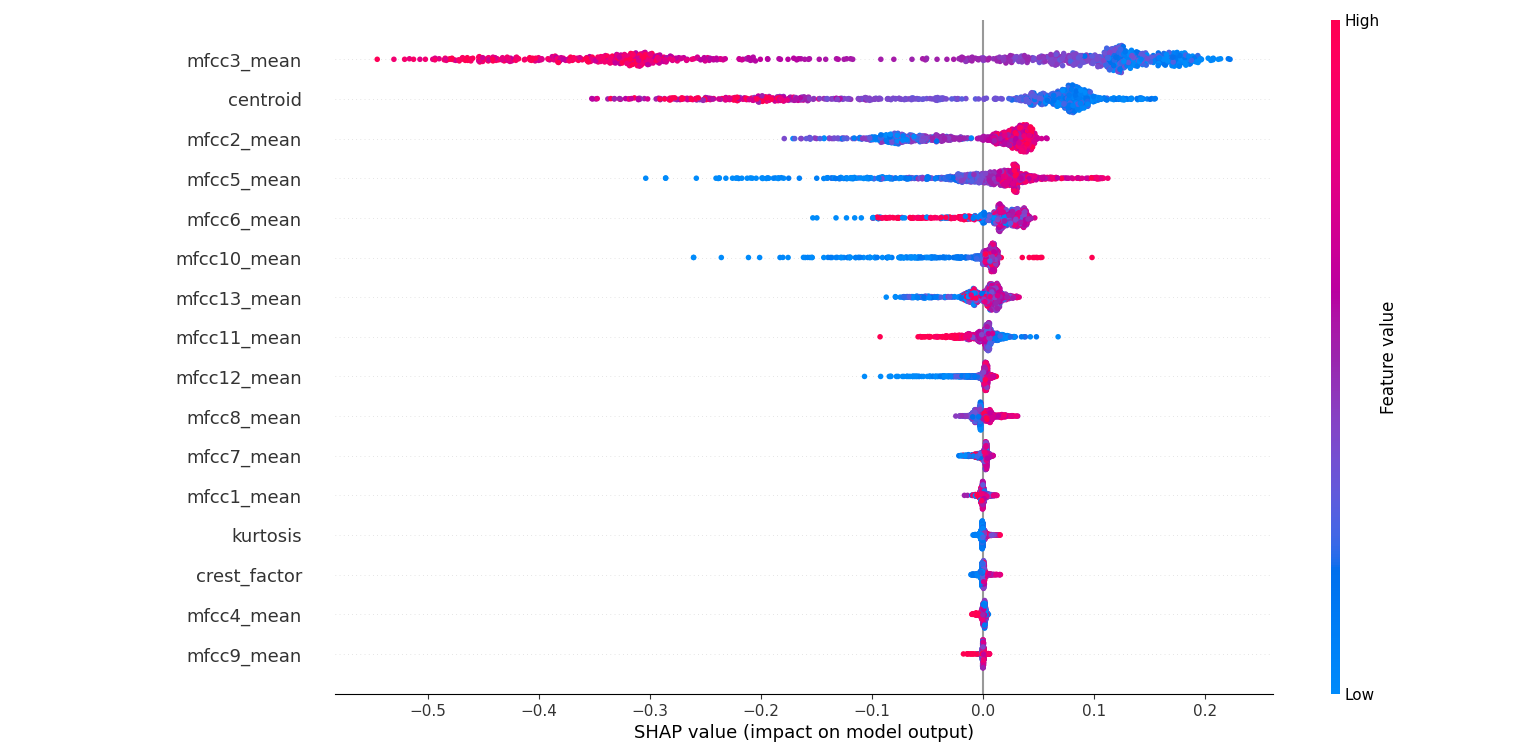 High
mfcc3_mean
centroid
mfcc2_mean
mfcc5_mean
mfcc6_mean
mfcc10_mean
mfcc13_mean
mfcc11_mean
mfcc12_mean
mfcc8_mean
mfcc7_mean
mfcc1_mean
kurtosis
crest_factor
mfcc4_mean
mfcc9_mean
Feature value
Low
−0.5 −0.4 −0.3 −0.2 −0.1 0.0 0.1 0.2
SHAP value (impact on model output)